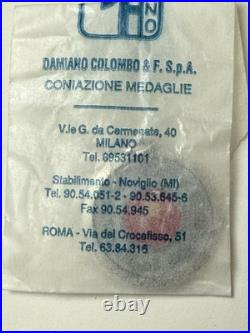 NO
DAMIANO COLOMBO & F. S.p.A.
CONIAZIONE MEDAGLIE
V.le G. da Cermenate, 40
MILANO
Tel. 89531101
Stabilimento - Noviglio (MI)
Tel. 90.54.051-2 - 90.53.645-6
Fax 90.54.945
ROMA - Via del Crocefisso, 51
Tel. 63.84.315